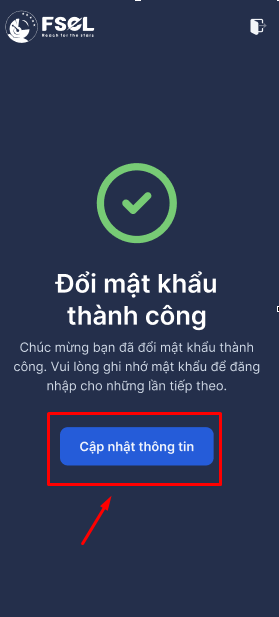 FSEL
Reach for the stars
Đổi mật khẩu
thành công
Chúc mừng bạn đã đổi mật khẩu thành
công. Vui lòng ghi nhớ mật khẩu để đăng
nhập cho những lần tiếp theo.
Cập nhật thông tin